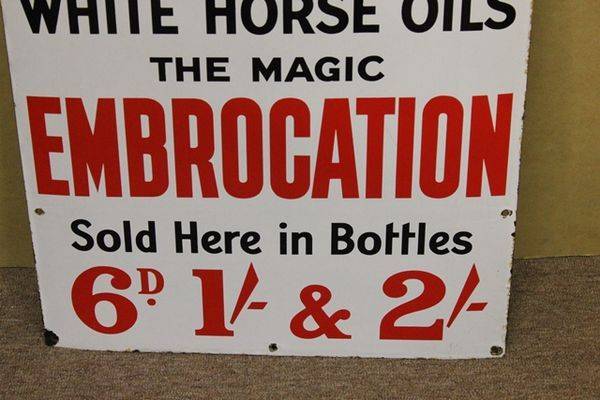 WHITE HORSE OILS
THE MAGIC
EMBROCATION
Sold Here in Bottles
6D. 1/- & 2/-